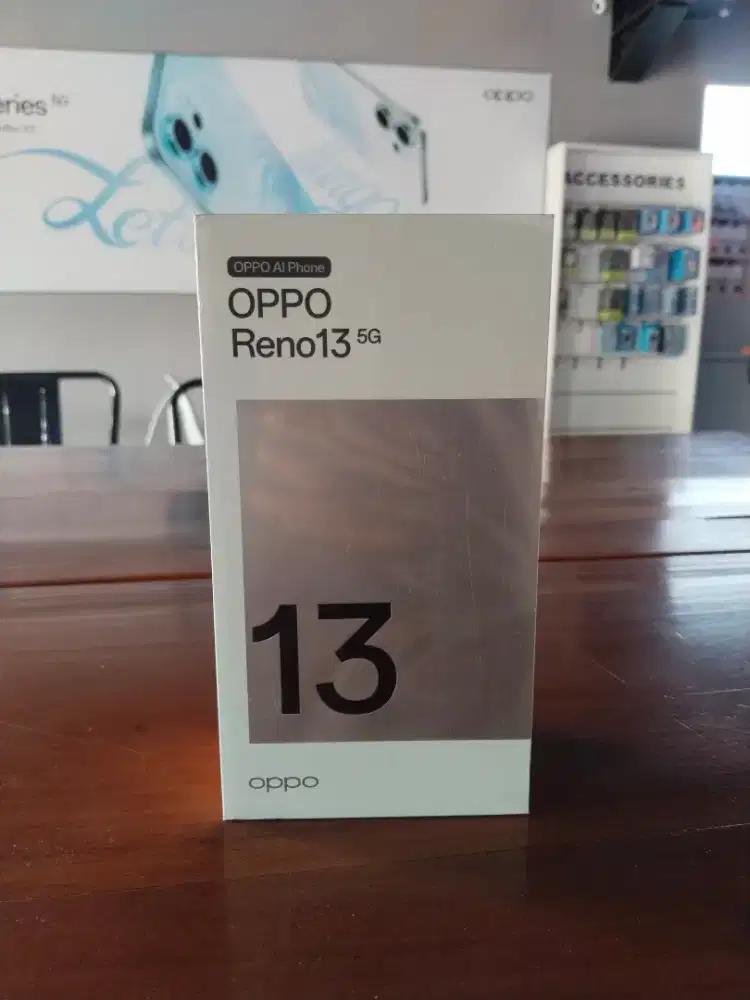 eries 5G
oppo
ACCESSORIES
OPPO AI Phone
OPPO
Reno13 5G
13
oppo